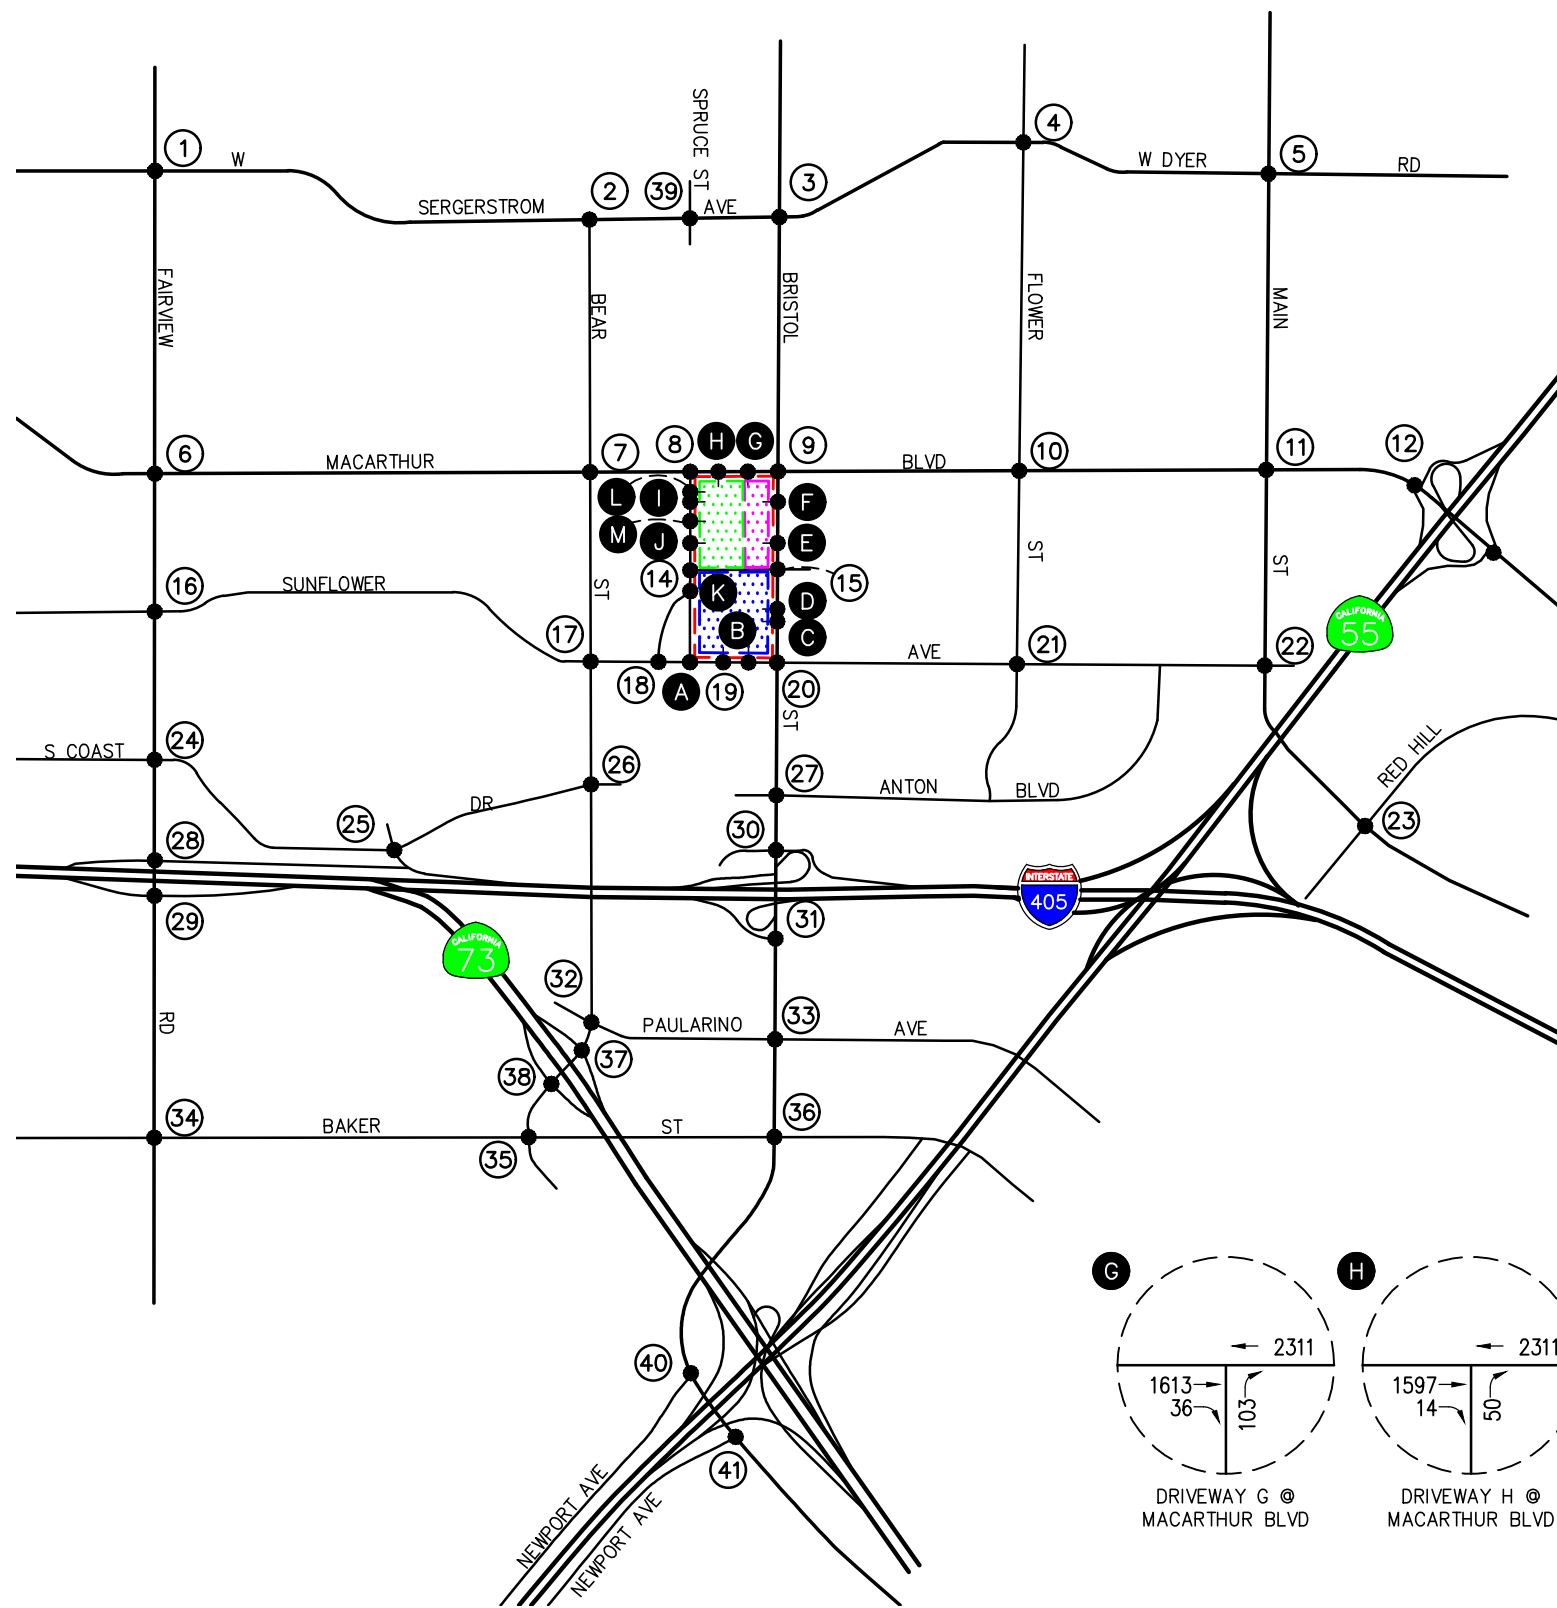 SPRUCE ST
1
W
2
39
AVE
3
4
W DYER
5
RD
SERGERSTROM
FAIRVIEW
BEAR
BRISTOL
FLOWER
MAIN
6
MACARTHUR
7
8
H
G
9
BLVD
10
11
12
L
I
F
M
J
E
14
K
15
D
B
C
16
SUNFLOWER
ST
17
ST
ST
CALIFORNIA
55
18
A
19
20
AVE
21
22
ST
24
S COAST
26
27
ANTON
BLVD
RED HILL
DR
25
30
23
28
29
31
INTERSTATE
405
CALIFORNIA
73
32
RD
PAULARINO
33
AVE
37
38
34
BAKER
35
ST
36
40
41
NEWPORT AVE
NEWPORT AVE
G
2311
1613
36
103
DRIVEWAY G @
MACARTHUR BLVD
H
2311
1597
14
50
DRIVEWAY H @
MACARTHUR BLVD